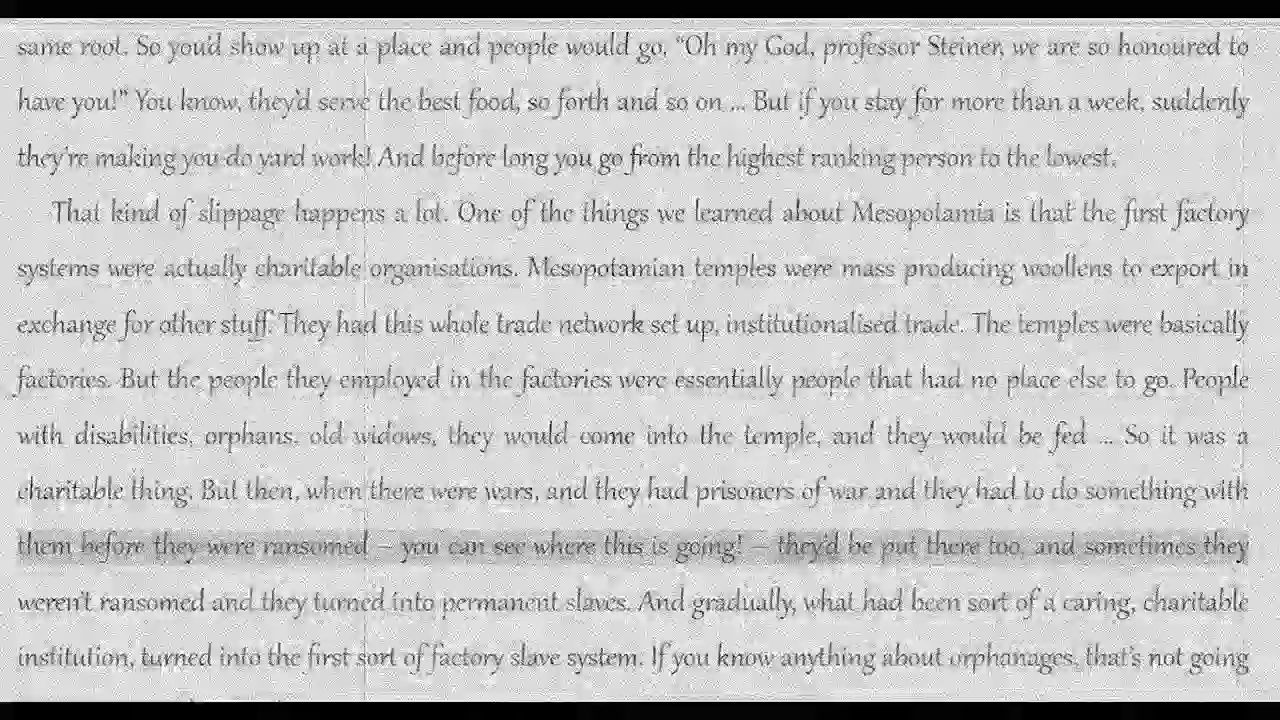 same root. So you'd show up at a place and people would go, “Oh my God, professor Steiner, we are so honoured to
have you!” You know, they'd serve the best food, so forth and so on ... But if you stay for more than a week, suddenly
they're making you do yard work! And before long you go from the highest ranking person to the lowest.
That kind of slippage happens a lot. One of the things we learned about Mesopotamia is that the first factory
systems were actually charitable organisations. Mesopotamian temples were mass producing woollens to export in
exchange for other stuff. They had this whole trade network set up, institutionalised trade. The temples were basically
factories. But the people they employed in the factories were essentially people that had no place else to go. People
with disabilities, orphans, old widows, they would come into the temple, and they would be fed ... So it was a
charitable thing. But then, when there were wars, and they had prisoners of war and they had to do something with
them before they were ransomed – you can see where this is going! – they'd be put there too, and sometimes they
weren't ransomed and they turned into permanent slaves. And gradually, what had been sort of a caring, charitable
institution, turned into the first sort of factory slave system. If you know anything about orphanages, that's not going